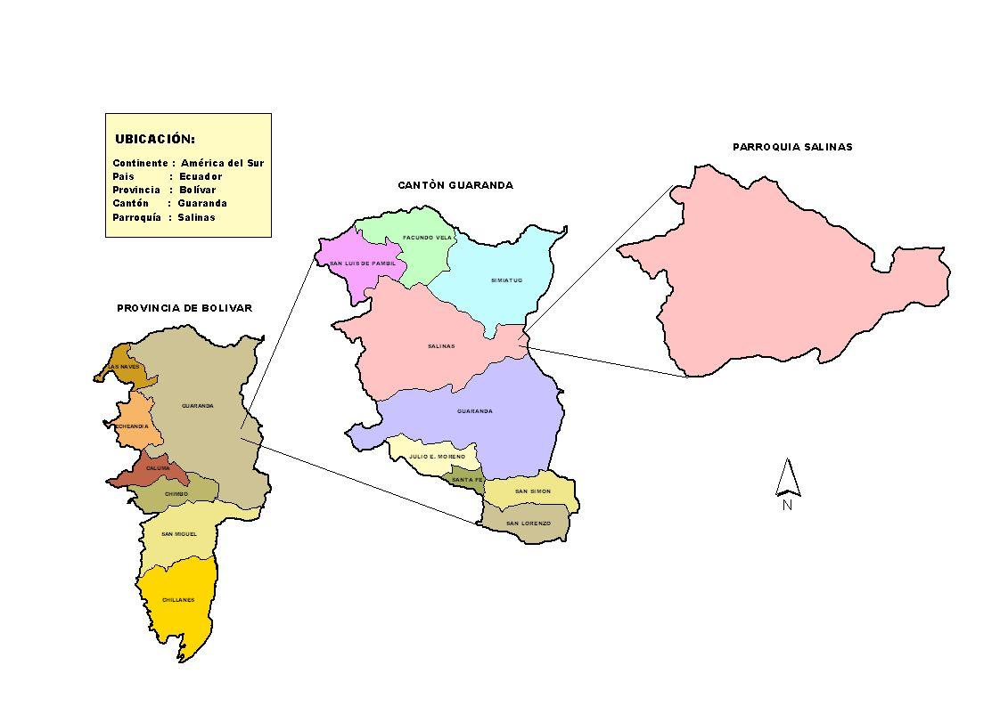 UBICACIÓN:
Continente : América del Sur
Pais : Ecuador
Provincia : Bolívar
Cantón : Guaranda
Parroquía : Salinas
PROVINCIA DE BOLIVAR
LAS NAVES
GUARANDA
ECHEANDIA
CALUMA
CHIMBO
SAN MIGUEL
CHILLANES
CANTÒN GUARANDA
FACUNDO VELA
SAN LUIS DE PAMBIL
SIMIATUG
SALINAS
GUARANDA
JULIO E. MORENO
SANTA FE
SAN SIMON
SAN LORENZO
PARROQUIA SALINAS
N